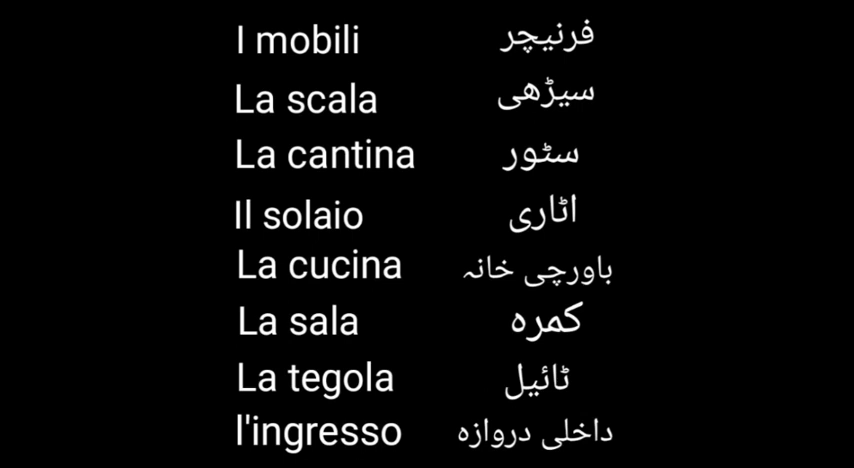 I mobili فرنیچر
La scala سیڑھی
La cantina سٹور
Il solaio اٹاری
La cucina باورچی خانہ
La sala کمرہ
La tegola ٹائیل
l'ingresso داخلی دروازہ